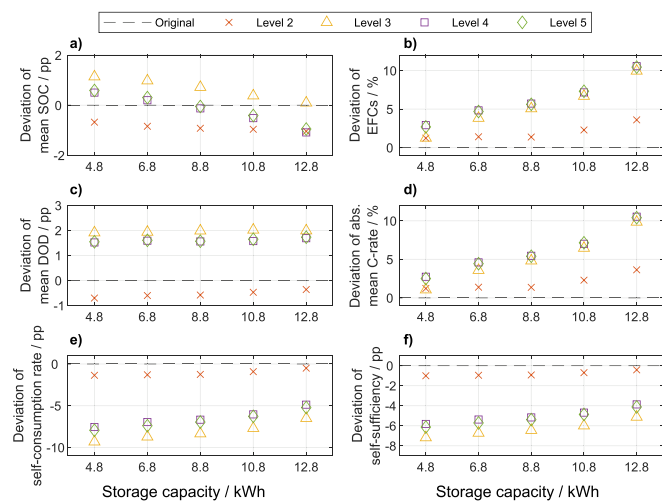 Original Level 2 Level 3 Level 4 Level 5
a)
Deviation of
mean SOC / pp
2
0
-2
4.8 6.8 8.8 10.8 12.8
b)
Deviation of
EFCs / %
10
5
0
4.8 6.8 8.8 10.8 12.8
c)
Deviation of
mean DOD / pp
3
2
1
0
-1
4.8 6.8 8.8 10.8 12.8
d)
Deviation of abs.
mean C-rate / %
10
5
0
4.8 6.8 8.8 10.8 12.8
e)
Deviation of
self-consumption rate / pp
0
-5
-10
4.8 6.8 8.8 10.8 12.8
Storage capacity / kWh
f)
Deviation of
self-sufficiency / pp
0
-2
-4
-6
-8
4.8 6.8 8.8 10.8 12.8
Storage capacity / kWh